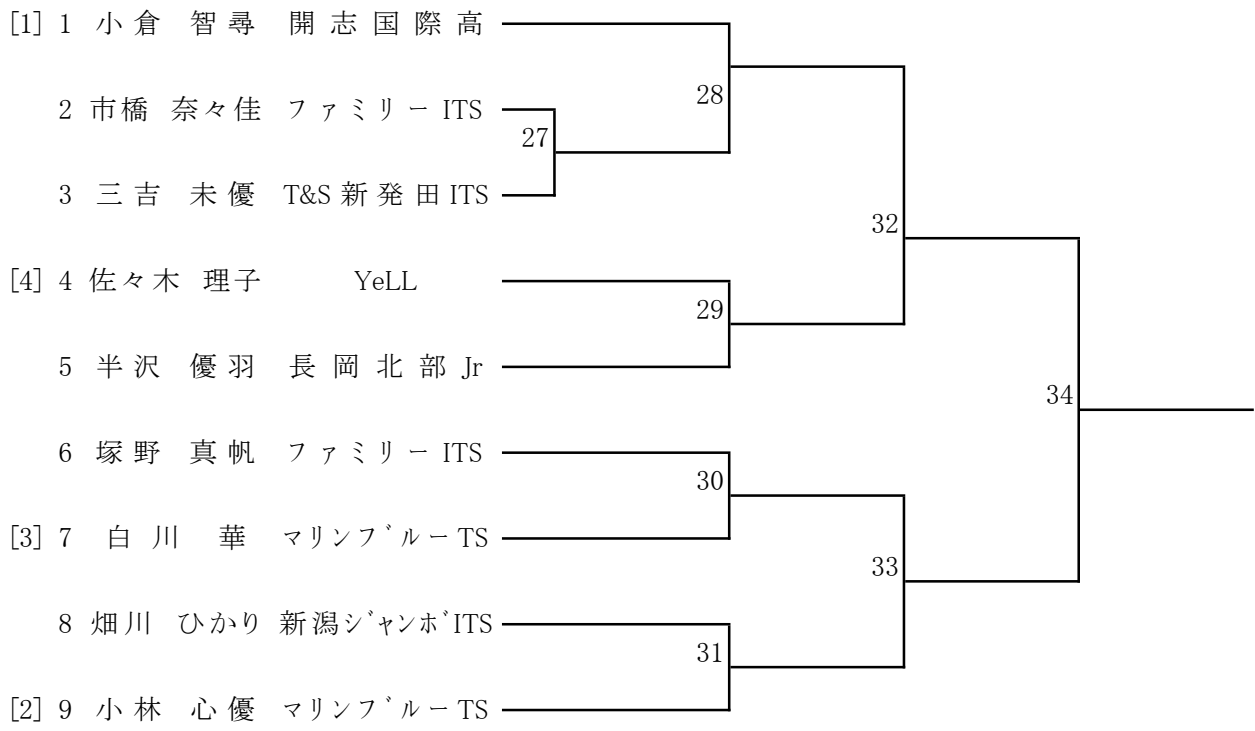 [1] 1 小倉 智尋 開志国際高
28
2 市橋 奈々佳 ファミリーITS
27
3 三吉 未優 T&S新発田ITS
32
[4] 4 佐々木 理子 YeLL
29
5 半沢 優羽 長岡北部Jr
34
6 塚野 真帆 ファミリーITS
30
[3] 7 白川 華 マリンブルーTS
33
8 畑川 ひかり 新潟ジャンボITS
31
[2] 9 小林 心優 マリンブルーTS